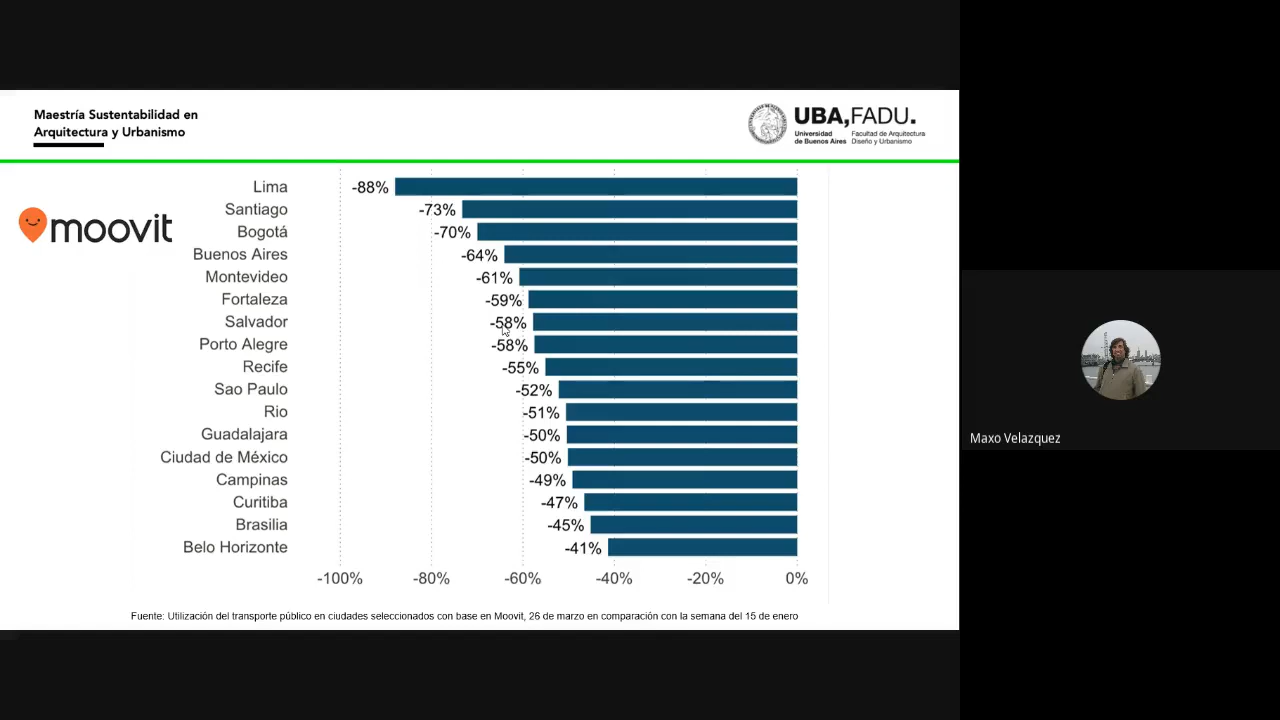 Maestría Sustentabilidad en
Arquitectura y Urbanismo
UBA,FADU.
Universidad de Buenos Aires
Facultad de Arquitectura Diseño y Urbanismo
moovit
Lima -88%
Santiago -73%
Bogotá -70%
Buenos Aires -64%
Montevideo -61%
Fortaleza -59%
Salvador -58%
Porto Alegre -58%
Recife -55%
Sao Paulo -52%
Rio -51%
Guadalajara -50%
Ciudad de México -50%
Campinas -49%
Curitiba -47%
Brasilia -45%
Belo Horizonte -41%
-100% -80% -60% -40% -20% 0%
Fuente: Utilización del transporte público en ciudades seleccionados con base en Moovit, 26 de marzo en comparación con la semana del 15 de enero
Maxo Velazquez